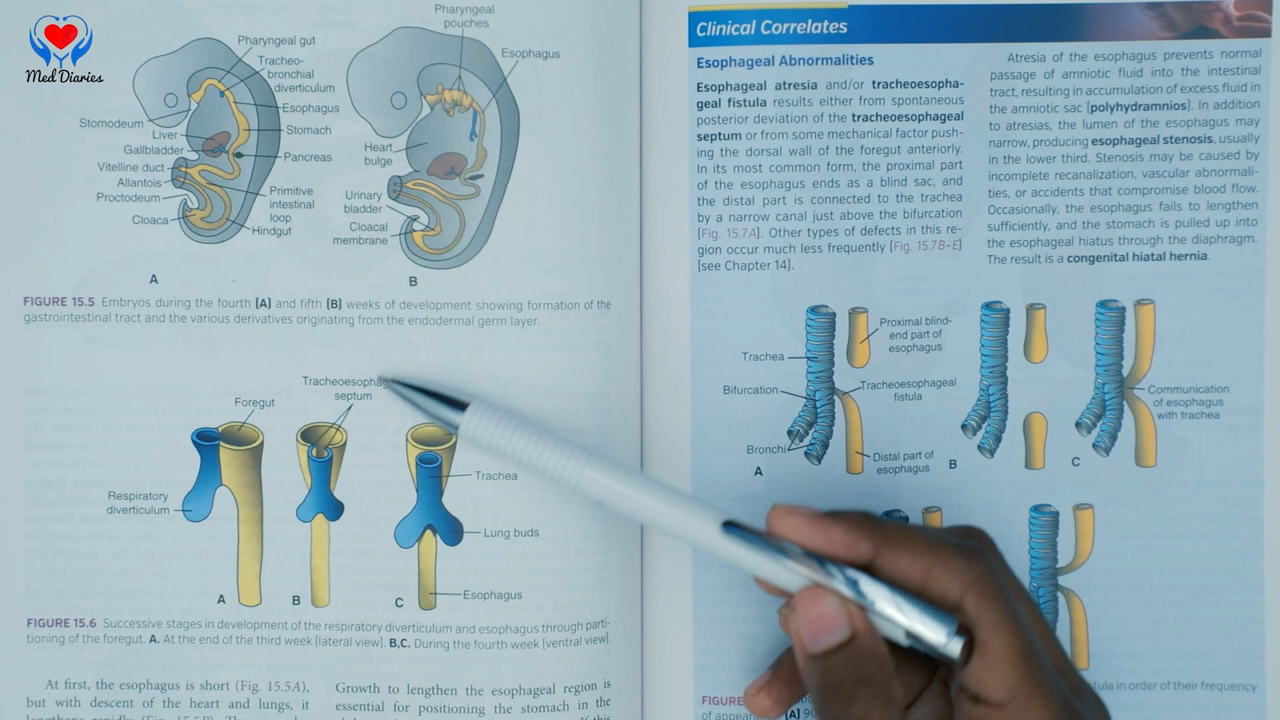 Med Diaries
Pharyngeal gut
Tracheo-
bronchial
diverticulum
Esophagus
Stomach
Pancreas
Primitive
intestinal
loop
Hindgut
Stomodeum
Liver
Gallbladder
Vitelline duct
Allantois
Proctodeum
Cloaca
A
Pharyngeal
pouches
Esophagus
Heart
bulge
Urinary
bladder
Cloacal
membrane
B
FIGURE 15.5 Embryos during the fourth (A) and fifth (B) weeks of development showing formation of the
gastrointestinal tract and the various derivatives originating from the endodermal germ layer.
Foregut
septum
Respiratory
diverticulum
Trachea
Lung buds
Esophagus
A
B
C
FIGURE 15.6 Successive stages in development of the respiratory diverticulum and esophagus through parti-
tioning of the foregut. A. At the end of the third week (lateral view). B,C. During the fourth week (ventral view).
At first, the esophagus is short (Fig. 15.5A),
but with descent of the heart and lungs, it
Growth to lengthen the esophageal region is
essential for positioning the stomach in the
Clinical Correlates
Esophageal Abnormalities
Esophageal atresia and/or tracheoesopha-
geal fistula results either from spontaneous
posterior deviation of the tracheoesophageal
septum or from some mechanical factor push-
ing the dorsal wall of the foregut anteriorly.
In its most common form, the proximal part
of the esophagus ends as a blind sac, and
the distal part is connected to the trachea
by a narrow canal just above the bifurcation
(Fig. 15.7A). Other types of defects in this re-
gion occur much less frequently (Fig. 15.7B-E)
(see Chapter 14).
Atresia of the esophagus prevents normal
passage of amniotic fluid into the intestinal
tract, resulting in accumulation of excess fluid in
the amniotic sac (polyhydramnios). In addition
to atresias, the lumen of the esophagus may
narrow, producing esophageal stenosis, usually
in the lower third. Stenosis may be caused by
incomplete recanalization, vascular abnormali-
ties, or accidents that compromise blood flow.
Occasionally, the esophagus fails to lengthen
sufficiently, and the stomach is pulled up into
the esophageal hiatus through the diaphragm.
The result is a congenital hiatal hernia.
Proximal blind-
end part of
esophagus
Trachea
Bifurcation
Tracheoesophageal
fistula
Bronchi
Distal part of
esophagus
A
B
C
Communication
of esophagus
with trachea
FIGURE
in order of their frequency
of (A)